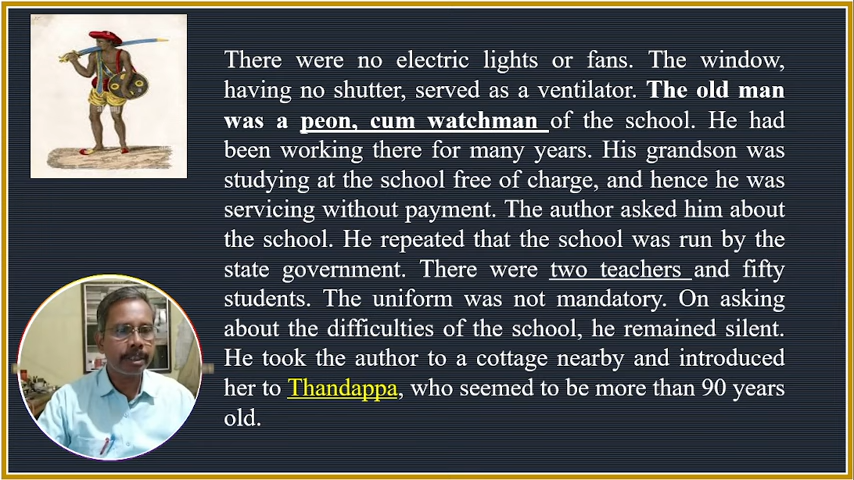 There were no electric lights or fans. The window,
having no shutter, served as a ventilator. The old man
was a peon, cum watchman of the school. He had
been working there for many years. His grandson was
studying at the school free of charge, and hence he was
servicing without payment. The author asked him about
the school. He repeated that the school was run by the
state government. There were two teachers and fifty
students. The uniform was not mandatory. On asking
about the difficulties of the school, he remained silent.
He took the author to a cottage nearby and introduced
her to Thandappa, who seemed to be more than 90 years
old.